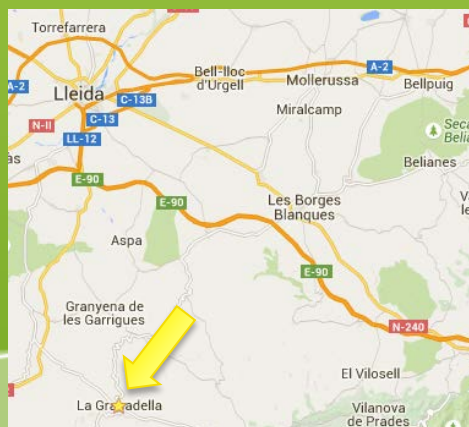 Torrefarrera
A-2
Bell-lloc
d'Urgell
Mollerussa
A-2
Bellpuig
Lleida
C-13B
C-13
N-II
LL-12
Miralcamp
Belianes
E-90
E-90
Les Borges
Blanques
Aspa
E-90
Granyena de
les Garrigues
N-240
El Vilosell
La Granadella
Vilanova
de Prades